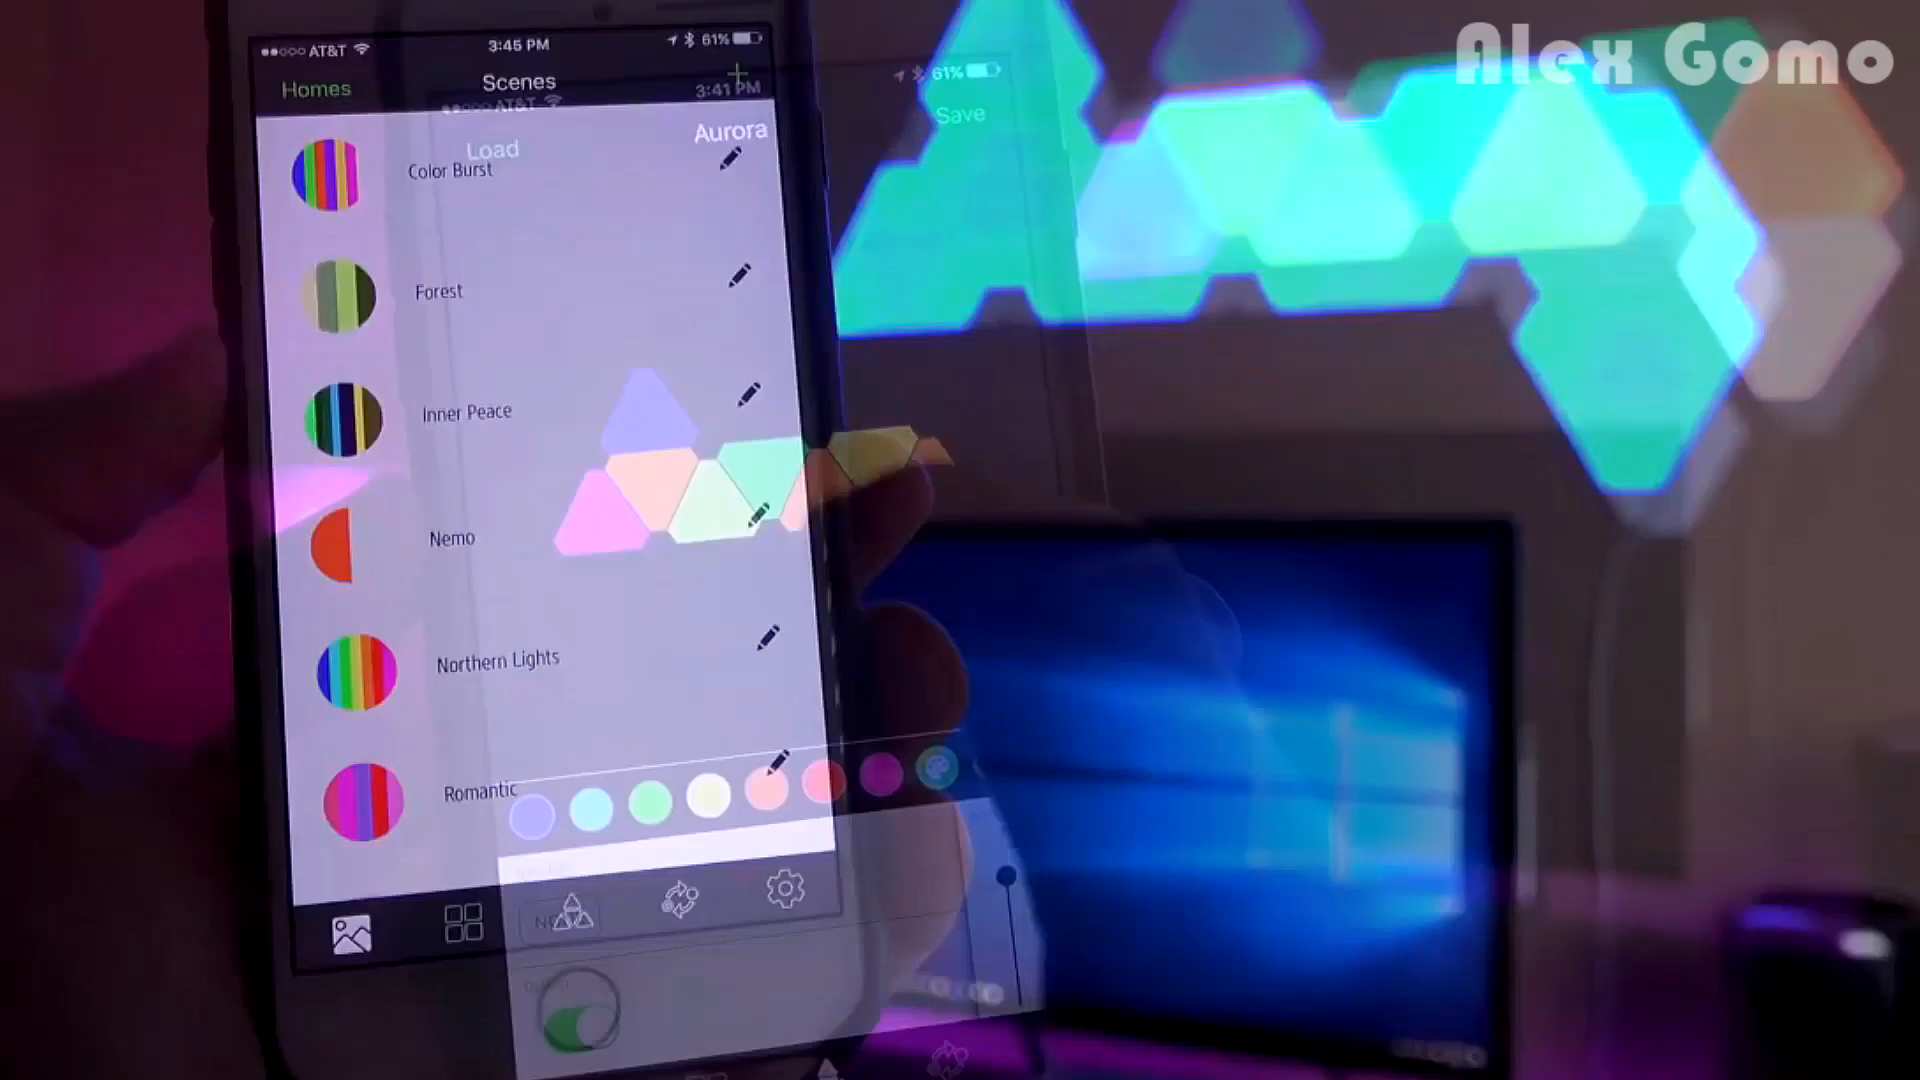 Alex Gomo
AT&T 3:45 PM 61%
Homes Scenes +
AT&T 3:41 PM 61%
Load Aurora Save
Color Burst
Forest
Inner Peace
Nemo
Northern Lights
Romantic